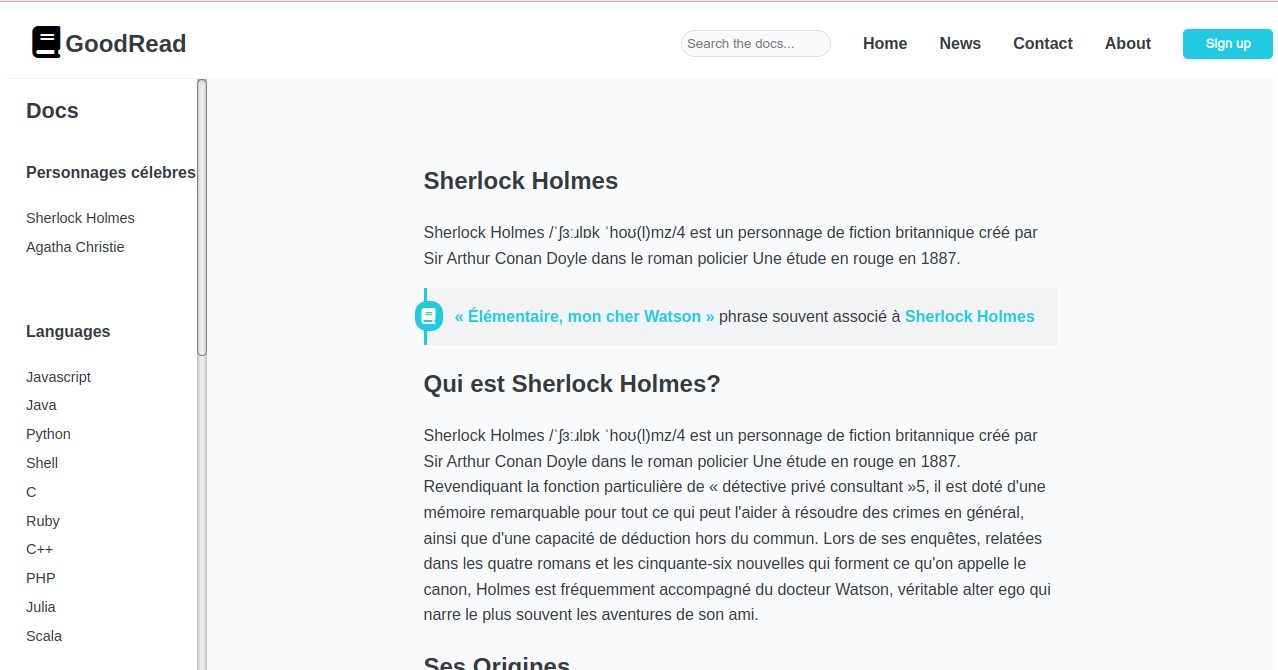 GoodRead
Search the docs...
Home
News
Contact
About
Sign up
Docs
Personnages célebres
Sherlock Holmes
Agatha Christie
Languages
Javascript
Java
Python
Shell
C
Ruby
C++
PHP
Julia
Scala
Sherlock Holmes
Sherlock Holmes /ˈʃɜːɹlɒk ˈhoʊ(l)mz/4 est un personnage de fiction britannique créé par
Sir Arthur Conan Doyle dans le roman policier Une étude en rouge en 1887.
« Élémentaire, mon cher Watson » phrase souvent associé à Sherlock Holmes
Qui est Sherlock Holmes?
Sherlock Holmes /ˈʃɜːɹlɒk ˈhoʊ(l)mz/4 est un personnage de fiction britannique créé par
Sir Arthur Conan Doyle dans le roman policier Une étude en rouge en 1887.
Revendiquant la fonction particulière de « détective privé consultant »5, il est doté d'une
mémoire remarquable pour tout ce qui peut l'aider à résoudre des crimes en général,
ainsi que d'une capacité de déduction hors du commun. Lors de ses enquêtes, relatées
dans les quatre romans et les cinquante-six nouvelles qui forment ce qu'on appelle le
canon, Holmes est fréquemment accompagné du docteur Watson, véritable alter ego qui
narre le plus souvent les aventures de son ami.
Ses Origines